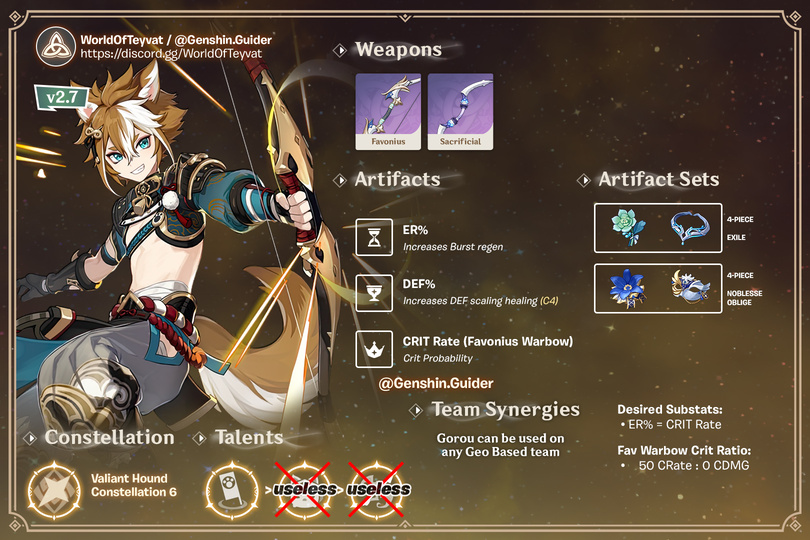 WorldOfTeyvat / @Genshin.Guider
https://discord.gg/WorldOfTeyvat
v2.7
Weapons
Favonius
Sacrificial
Artifacts
ER%
Increases Burst regen
DEF%
Increases DEF scaling healing (C4)
CRIT Rate (Favonius Warbow)
Crit Probability
@Genshin.Guider
Artifact Sets
4-PIECE
EXILE
4-PIECE
NOBLESSE
OBLIGE
Team Synergies
Gorou can be used on
any Geo Based team
Desired Substats:
• ER% = CRIT Rate
Fav Warbow Crit Ratio:
• 50 CRate : 0 CDMG
Constellation
Valiant Hound
Constellation 6
Talents
> useless > useless